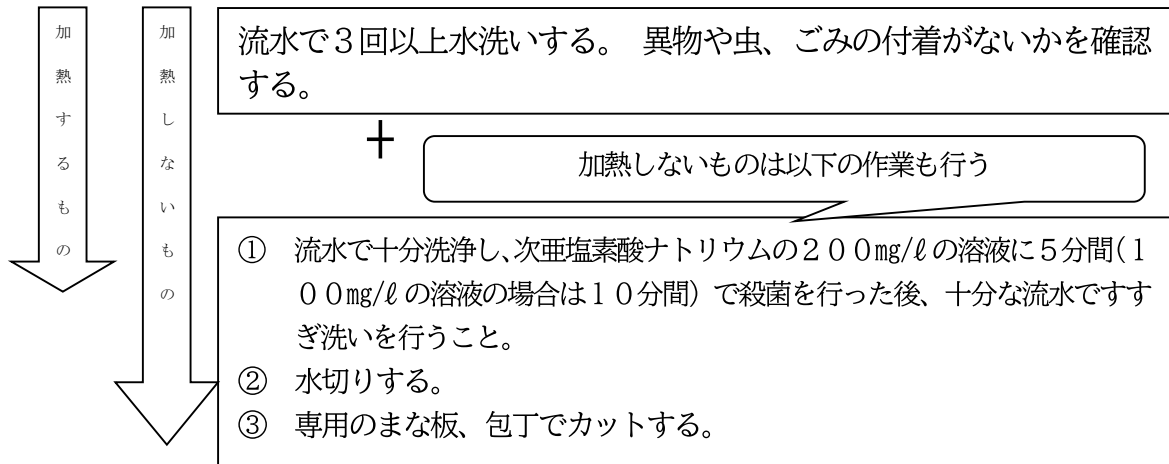 加熱するもの
加熱しないもの
流水で３回以上水洗いする。　異物や虫、ごみの付着がないかを確認
する。
＋
加熱しないものは以下の作業も行う
①　流水で十分洗浄し、次亜塩素酸ナトリウムの２００㎎/ℓの溶液に５分間(１
００㎎/ℓの溶液の場合は１０分間）で殺菌を行った後、十分な流水ですす
ぎ洗いを行うこと。
②　水切りする。
③　専用のまな板、包丁でカットする。